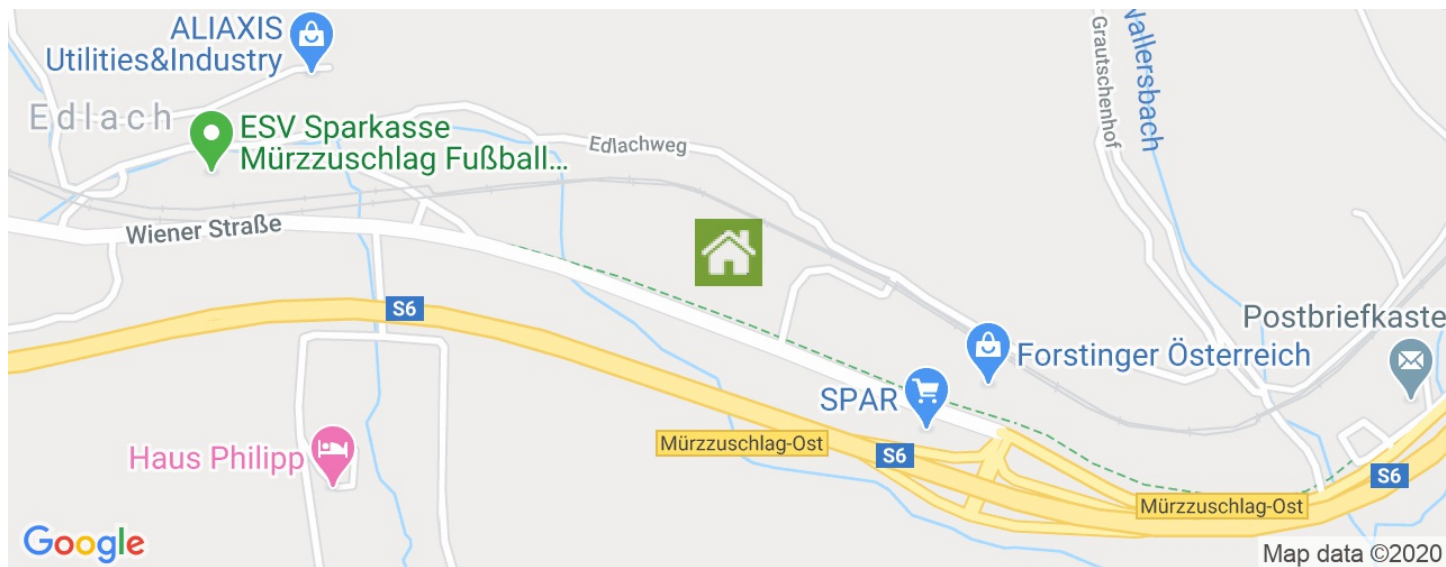 ALIAXIS
Utilities&Industry
Edlach
ESV Sparkasse
Mürzzuschlag Fußball...
Edlachweg
Grautschenhof
Wallersbach
Wiener Straße
S6
Postbriefkaste
Forstinger Österreich
SPAR
Haus Philipp
Mürzzuschlag-Ost
S6
S6
Mürzzuschlag-Ost
Google
Map data ©2020